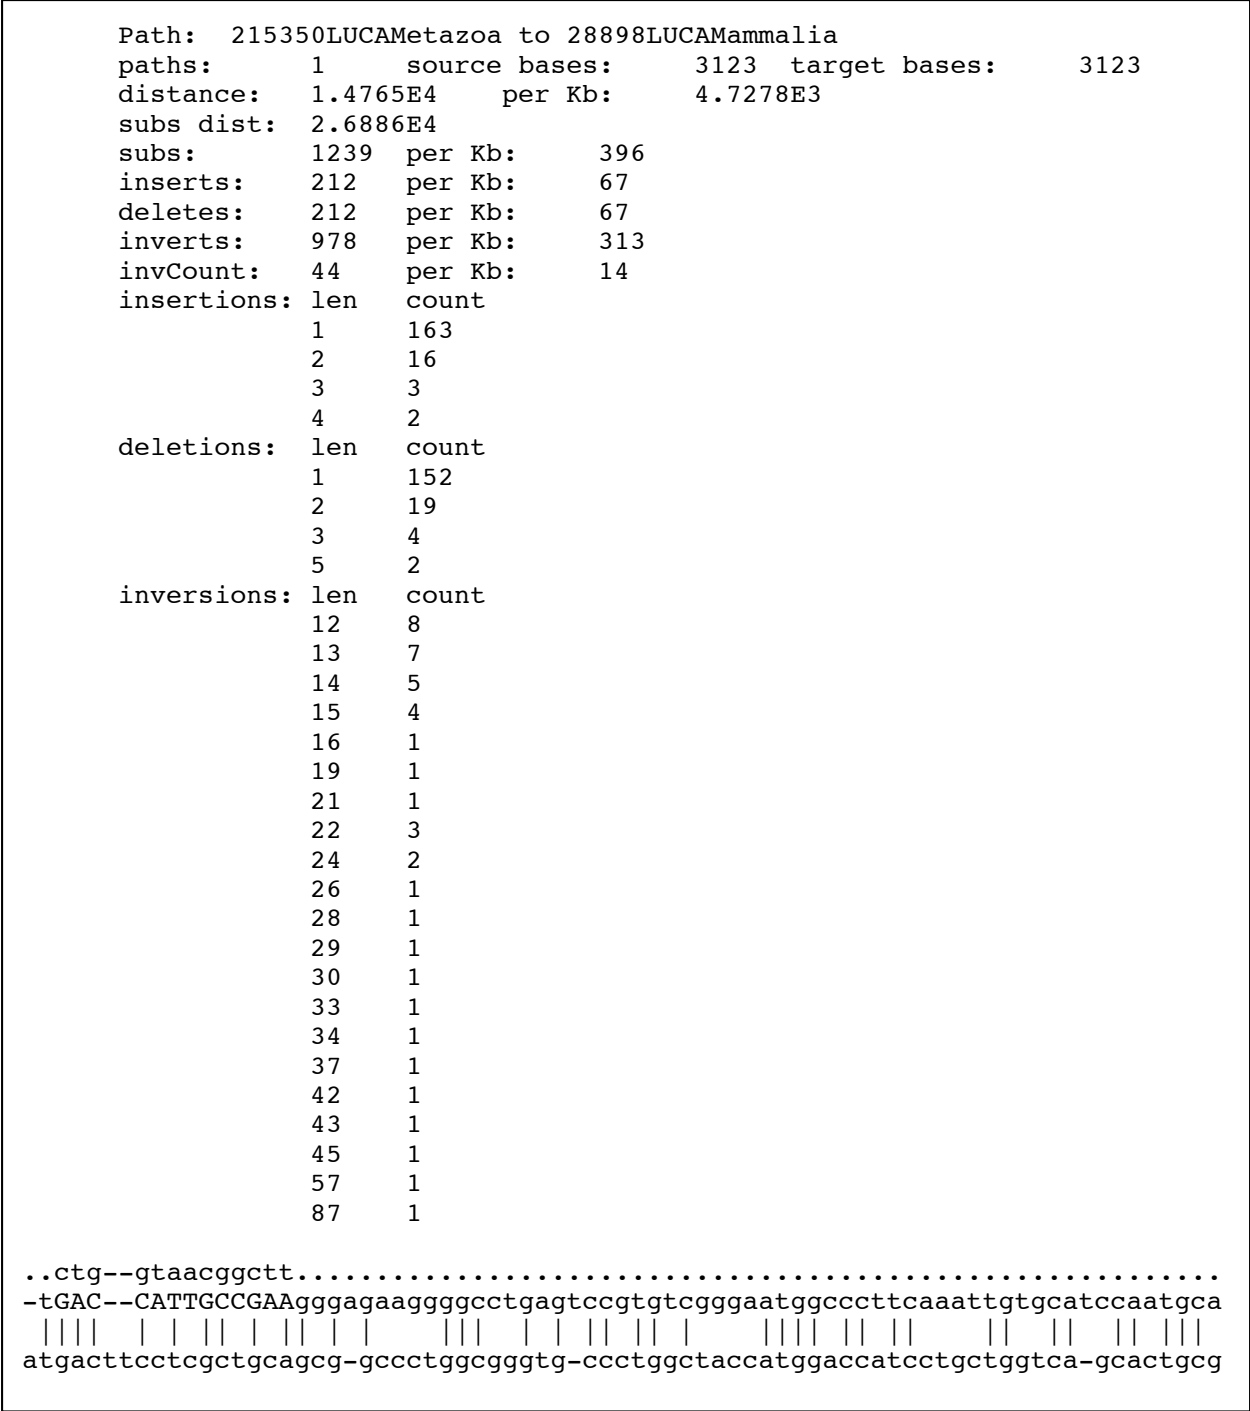 Path:  215350LUCAMetazoa to 28898LUCAMammalia
paths:      1     source bases:     3123  target bases:     3123
distance:   1.4765E4    per Kb:     4.7278E3
subs dist:  2.6886E4
subs:       1239  per Kb:     396
inserts:    212   per Kb:     67
deletes:    212   per Kb:     67
inverts:    978   per Kb:     313
invCount:   44    per Kb:     14
insertions: len   count
1     163
2     16
3     3
4     2
deletions:  len   count
1     152
2     19
3     4
5     2
inversions: len   count
12    8
13    7
14    5
15    4
16    1
19    1
21    1
22    3
24    2
26    1
28    1
29    1
30    1
33    1
34    1
37    1
42    1
43    1
45    1
57    1
87    1
..ctg--gtaacggctt..........................................................
-tGAC--CATTGCCGAAgggagaaggggcctgagtccgtgtcgggaatggcccttcaaattgtgcatccaatgca
 ||||  | | || | || | |    |||  | | || || |    |||| || ||    ||  ||  || |||
atgacttcctcgctgcagcg-gccctggcgggtg-ccctggctaccatggaccatcctgctggtca-gcactgcg